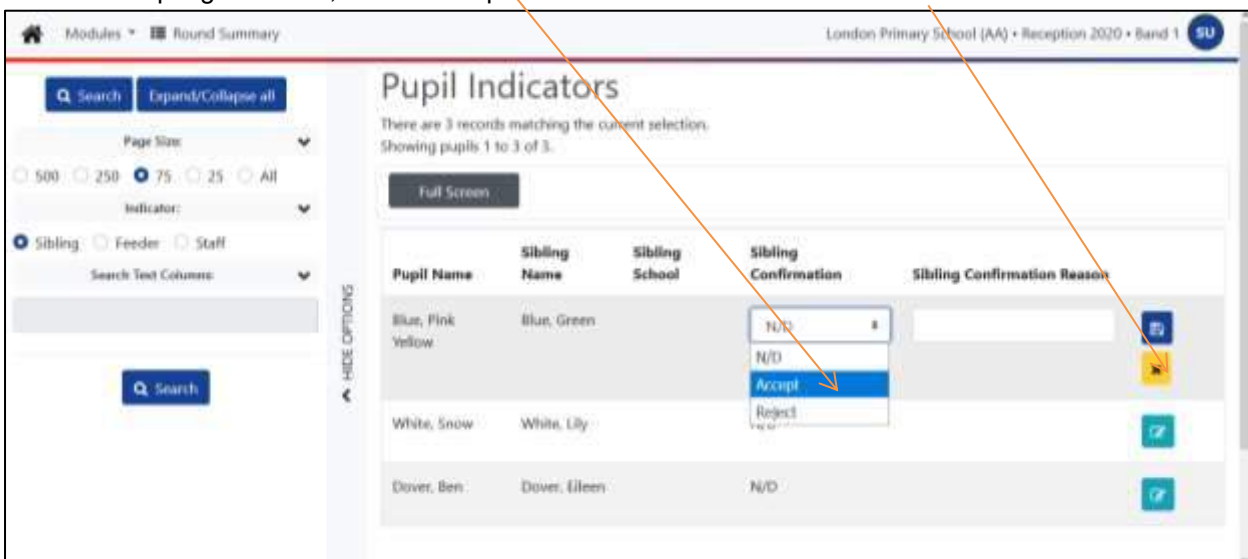 Modules Round Summary London Primary School (AA) • Reception 2020 • Band 1 SU
Search Expand/Collapse all
Page Size:
500 250 75 25 All
Indicator:
Sibling Feeder Staff
Search Text Columns:
Search
HIDE OPTIONS
Pupil Indicators
There are 3 records matching the current selection.
Showing pupils 1 to 3 of 3.
Full Screen
Pupil Name Sibling Name Sibling School Sibling Confirmation Sibling Confirmation Reason
Blue, Pink Yellow Blue, Green N/D
N/D
Accept
Reject
White, Snow White, Lily
Dover, Ben Dover, Eileen N/D